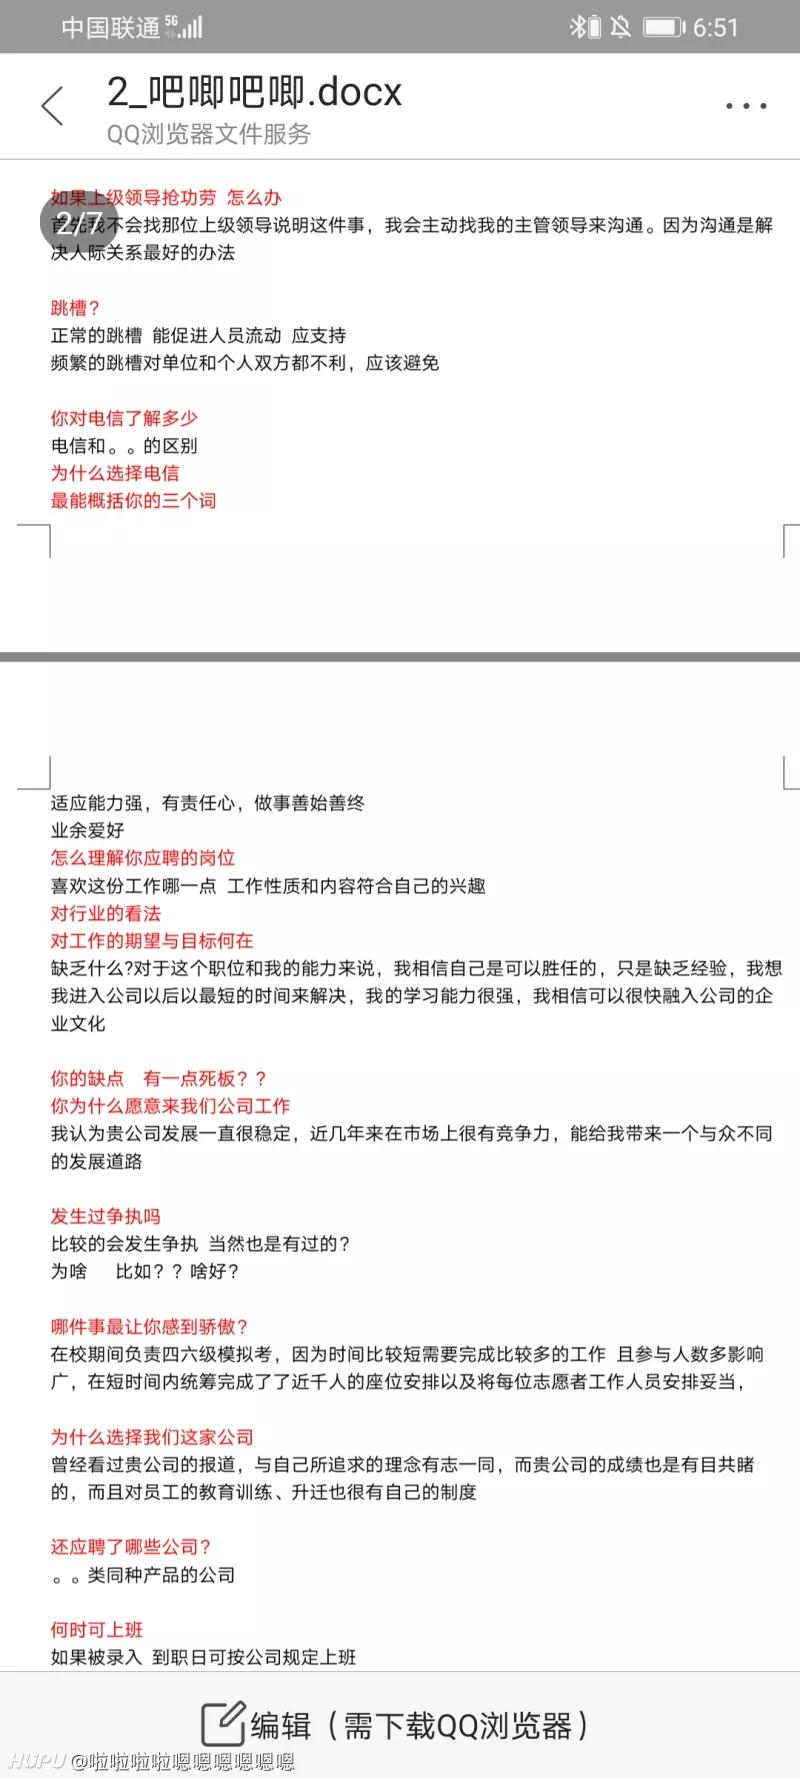 中国联通 5G 6:51
2_吧唧吧唧.docx
QQ浏览器文件服务
如果上级领导抢功劳 怎么办
2/7
首先我不会找那位上级领导说明这件事，我会主动找我的主管领导来沟通。因为沟通是解
决人际关系最好的办法
跳槽？
正常的跳槽 能促进人员流动 应支持
频繁的跳槽对单位和个人双方都不利，应该避免
你对电信了解多少
电信和。。的区别
为什么选择电信
最能概括你的三个词
适应能力强，有责任心，做事善始善终
业余爱好
怎么理解你应聘的岗位
喜欢这份工作哪一点 工作性质和内容符合自己的兴趣
对行业的看法
对工作的期望与目标何在
缺乏什么?对于这个职位和我的能力来说，我相信自己是可以胜任的，只是缺乏经验，我想
我进入公司以后以最短的时间来解决，我的学习能力很强，我相信可以很快融入公司的企
业文化
你的缺点 有一点死板？？
你为什么愿意来我们公司工作
我认为贵公司发展一直很稳定，近几年来在市场上很有竞争力，能给我带来一个与众不同
的发展道路
发生过争执吗
比较的会发生争执 当然也是有过的？
为啥 比如？？啥好？
哪件事最让你感到骄傲？
在校期间负责四六级模拟考，因为时间比较短需要完成比较多的工作 且参与人数多影响
广，在短时间内统筹完成了了近千人的座位安排以及将每位志愿者工作人员安排妥当，
为什么选择我们这家公司
曾经看过贵公司的报道，与自己所追求的理念有志一同，而贵公司的成绩也是有目共睹
的，而且对员工的教育训练、升迁也很有自己的制度
还应聘了哪些公司？
。。类同种产品的公司
何时可上班
如果被录入 到职日可按公司规定上班
编辑（需下载QQ浏览器）
HUPU @啦啦啦啦嗯嗯嗯嗯嗯嗯